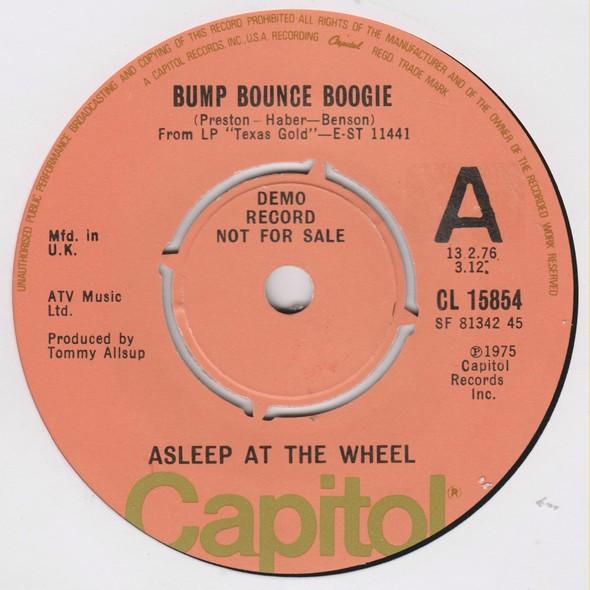 UNAUTHORISED PUBLIC PERFORMANCE BROADCASTING AND COPYING OF THIS RECORD PROHIBITED ALL RIGHTS OF THE MANUFACTURER AND OF THE OWNER OF THE RECORDED WORK RESERVED
A CAPITOL RECORDS, INC., U.S.A. RECORDING Capitol REGD. TRADE MARK
BUMP BOUNCE BOOGIE
(Preston–Haber—Benson)
From LP "Texas Gold"—E-ST 11441
DEMO
RECORD
NOT FOR SALE
A
13.2.76
3.12
Mfd. in
U.K.
ATV Music
Ltd.
Produced by
Tommy Allsup
CL 15854
SF 81342 45
℗1975
Capitol
Records
Inc.
ASLEEP AT THE WHEEL
Capitol®